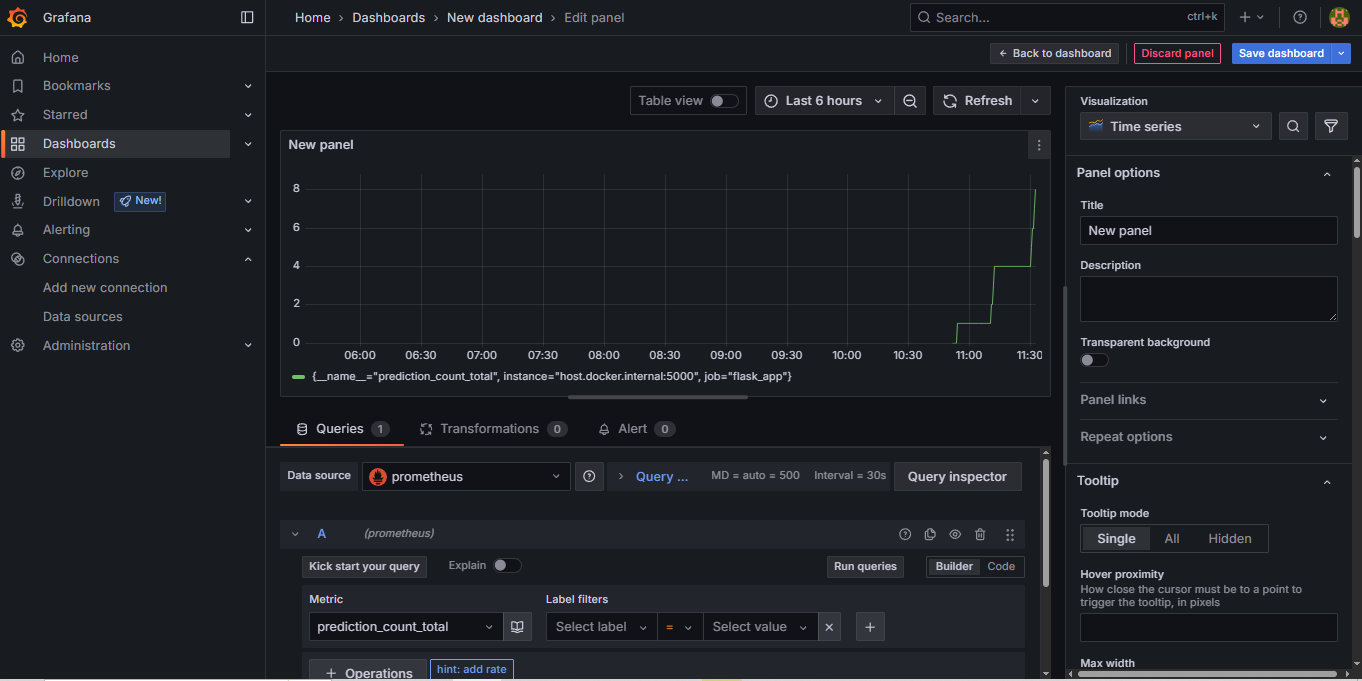 Grafana
Home › Dashboards › New dashboard › Edit panel
Search...
ctrl+k
Back to dashboard
Discard panel
Save dashboard
Home
Bookmarks
Starred
Dashboards
Explore
Drilldown
New!
Alerting
Connections
Add new connection
Data sources
Administration
Table view
Last 6 hours
Refresh
New panel
8
6
4
2
0
06:00 06:30 07:00 07:30 08:00 08:30 09:00 09:30 10:00 10:30 11:00 11:30
{__name__="prediction_count_total", instance="host.docker.internal:5000", job="flask_app"}
Queries 1
Transformations 0
Alert 0
Data source
prometheus
Query ...
MD = auto = 500
Interval = 30s
Query inspector
A
(prometheus)
Kick start your query
Explain
Run queries
Builder
Code
Metric
Label filters
prediction_count_total
Select label
=
Select value
+ Operations
hint: add rate
Visualization
Time series
Panel options
Title
New panel
Description
Transparent background
Panel links
Repeat options
Tooltip
Tooltip mode
Single
All
Hidden
Hover proximity
How close the cursor must be to a point to
trigger the tooltip, in pixels
Max width